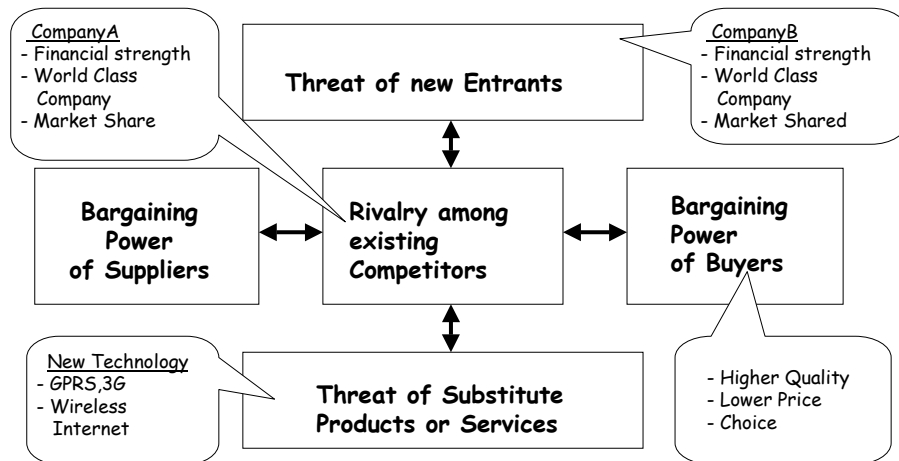 CompanyA
- Financial strength
- World Class
Company
- Market Share
Threat of new Entrants
CompanyB
- Financial strength
- World Class
Company
- Market Shared
Bargaining
Power
of Suppliers
Rivalry among
existing
Competitors
Bargaining
Power
of Buyers
New Technology
- GPRS,3G
- Wireless
Internet
Threat of Substitute
Products or Services
- Higher Quality
- Lower Price
- Choice